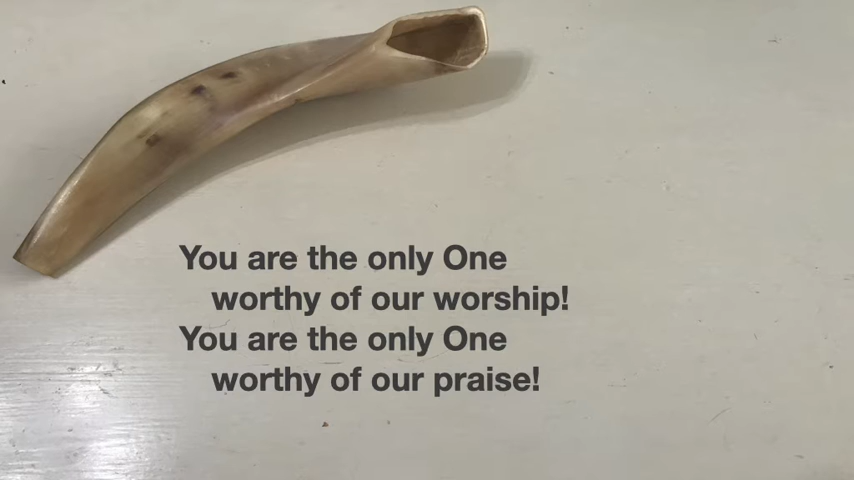 You are the only One
worthy of our worship!
You are the only One
worthy of our praise!